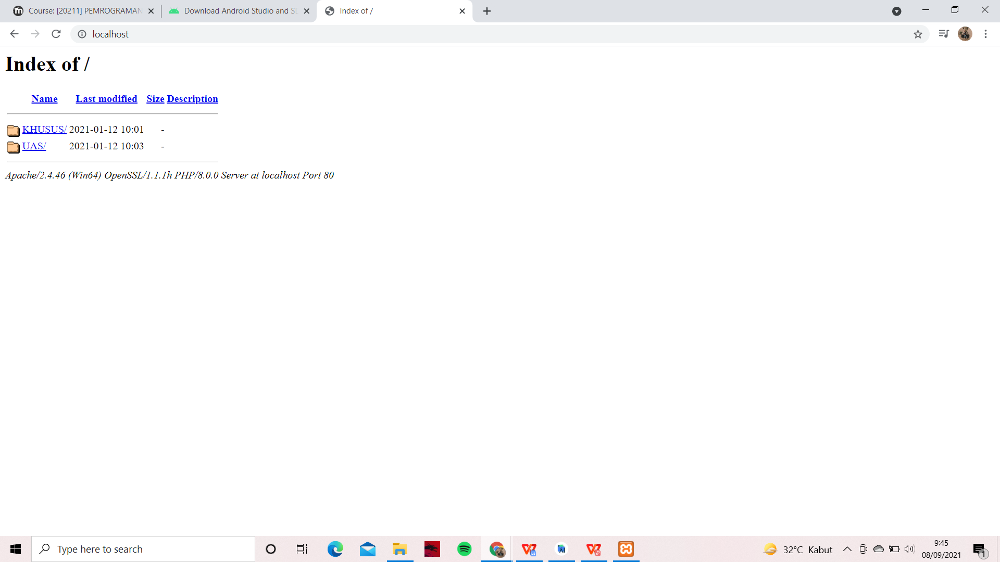 Course: [20211] PEMROGRAMAN
Download Android Studio and SD
Index of /
localhost
Index of /
Name Last modified Size Description
KHUSUS/ 2021-01-12 10:01 -
UAS/ 2021-01-12 10:03 -
Apache/2.4.46 (Win64) OpenSSL/1.1.1h PHP/8.0.0 Server at localhost Port 80
Type here to search
32°C Kabut
9:45
08/09/2021
1